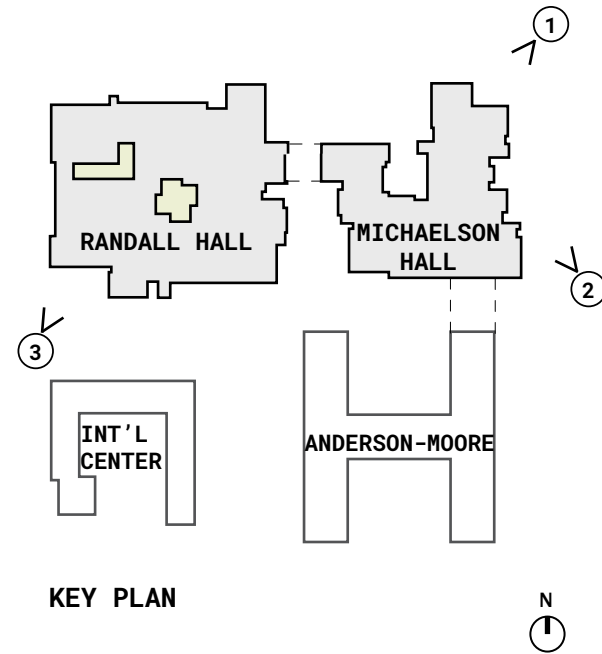 1
RANDALL HALL
MICHAELSON
HALL
2
3
INT'L
CENTER
ANDERSON-MOORE
KEY PLAN
N